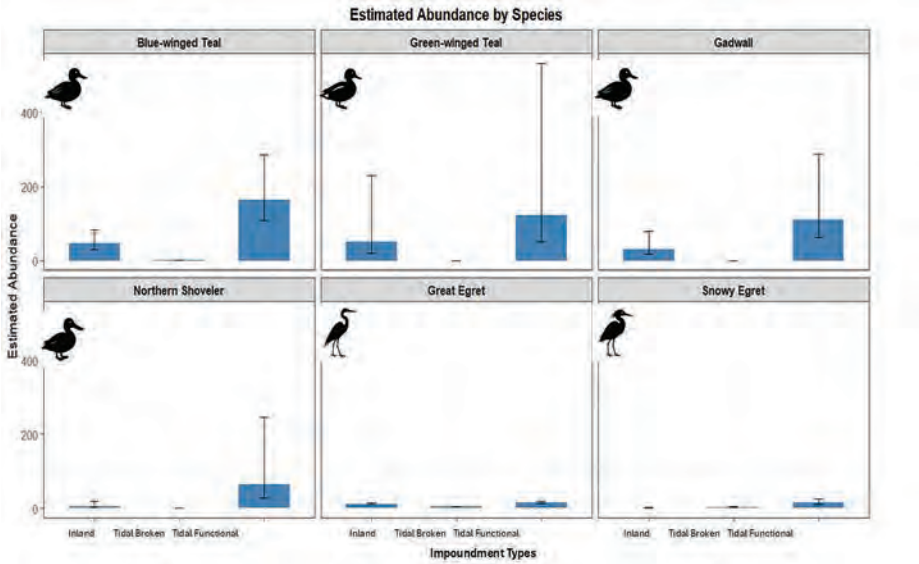 Estimated Abundance by Species
Blue-winged Teal Green-winged Teal Gadwall
400
200
0
Estimated Abundance
Northern Shoveler Great Egret Snowy Egret
400
200
0
Inland Tidal Broken Tidal Functional Inland Tidal Broken Tidal Functional Inland Tidal Broken Tidal Functional
Impoundment Types